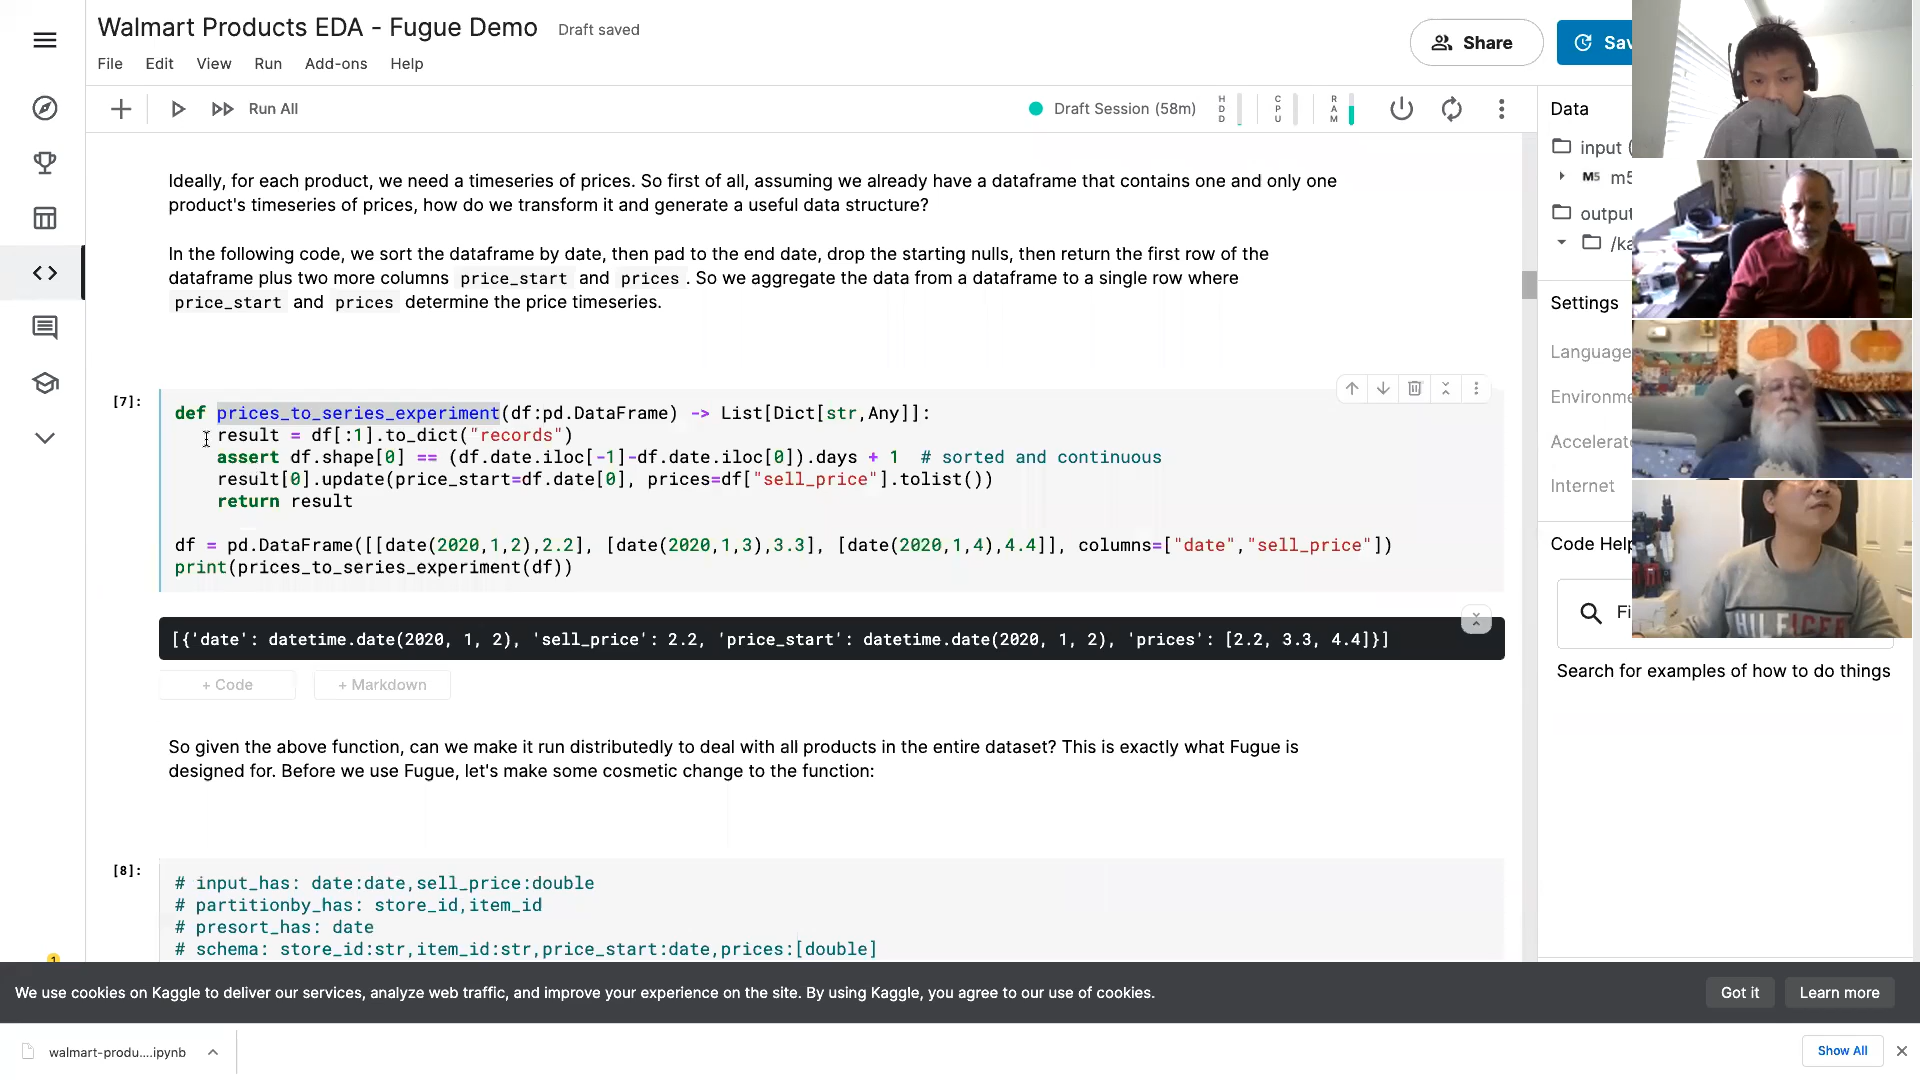 Walmart Products EDA - Fugue Demo
Draft saved
File Edit View Run Add-ons Help
Share
Sav
Run All
Draft Session (58m)
HDD
CPU
RAM
Data
input (
M5 m5
output
/ka
Settings
Language
Environme
Accelerat
Internet
Code Help
Fi
Search for examples of how to do things
Ideally, for each product, we need a timeseries of prices. So first of all, assuming we already have a dataframe that contains one and only one
product's timeseries of prices, how do we transform it and generate a useful data structure?
In the following code, we sort the dataframe by date, then pad to the end date, drop the starting nulls, then return the first row of the
dataframe plus two more columns price_start and prices . So we aggregate the data from a dataframe to a single row where
price_start and prices determine the price timeseries.
[7]:
def prices_to_series_experiment(df:pd.DataFrame) -> List[Dict[str,Any]]:
result = df[:1].to_dict("records")
assert df.shape[0] == (df.date.iloc[-1]-df.date.iloc[0]).days + 1 # sorted and continuous
result[0].update(price_start=df.date[0], prices=df["sell_price"].tolist())
return result
df = pd.DataFrame([[date(2020,1,2),2.2], [date(2020,1,3),3.3], [date(2020,1,4),4.4]], columns=["date","sell_price"])
print(prices_to_series_experiment(df))
[{'date': datetime.date(2020, 1, 2), 'sell_price': 2.2, 'price_start': datetime.date(2020, 1, 2), 'prices': [2.2, 3.3, 4.4]}]
+ Code
+ Markdown
So given the above function, can we make it run distributedly to deal with all products in the entire dataset? This is exactly what Fugue is
designed for. Before we use Fugue, let's make some cosmetic change to the function:
[8]:
# input_has: date:date,sell_price:double
# partitionby_has: store_id,item_id
# presort_has: date
# schema: store_id:str,item_id:str,price_start:date,prices:[double]
1
We use cookies on Kaggle to deliver our services, analyze web traffic, and improve your experience on the site. By using Kaggle, you agree to our use of cookies.
Got it
Learn more
walmart-produ....ipynb
Show All